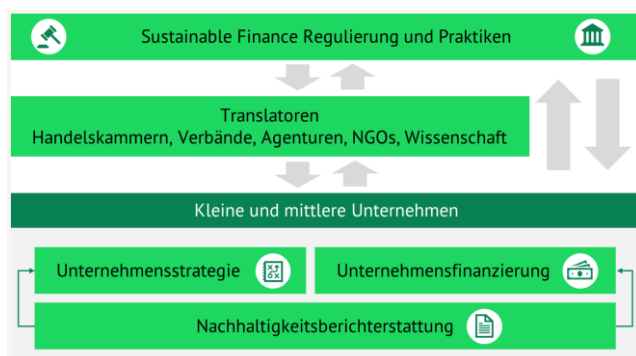 Sustainable Finance Regulierung und Praktiken
Translatoren
Handelskammern, Verbände, Agenturen, NGOs, Wissenschaft
Kleine und mittlere Unternehmen
Unternehmensstrategie
Unternehmensfinanzierung
Nachhaltigkeitsberichterstattung